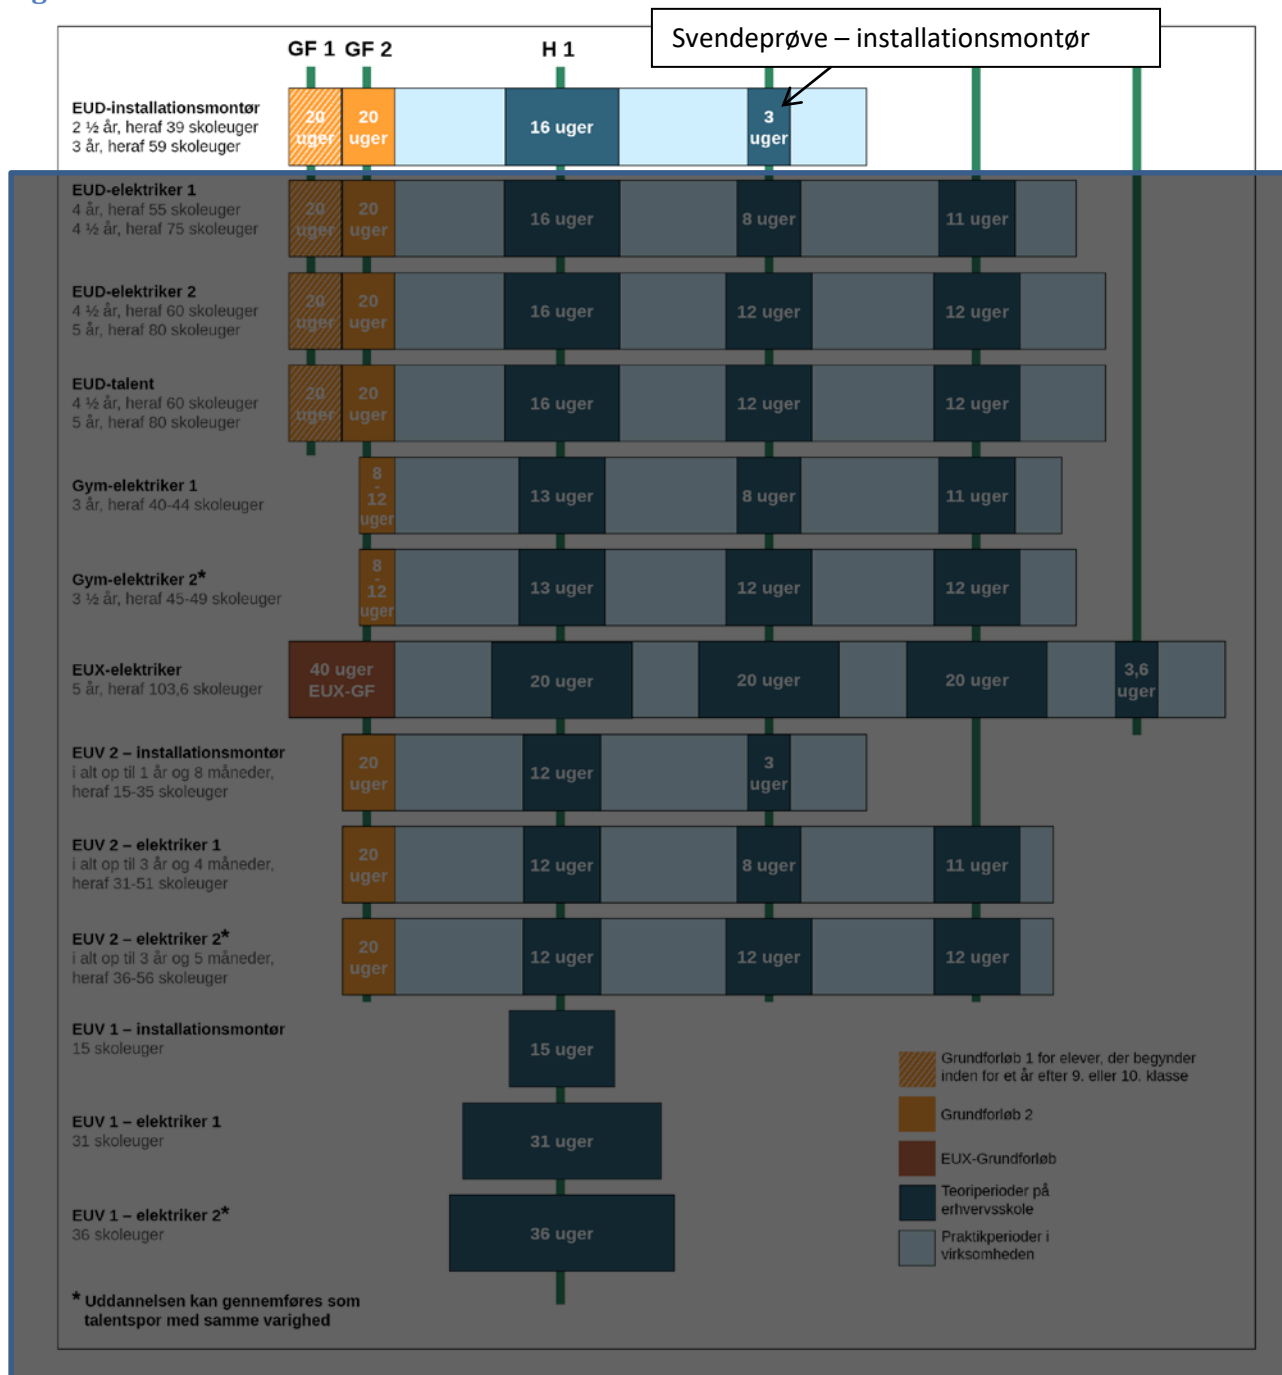 GF 1 GF 2 H 1
Svendeprøve – installationsmontør
EUD-installationsmontør
2 ½ år, heraf 39 skoleuger
3 år, heraf 59 skoleuger
20 uger
20 uger
16 uger
3 uger
EUD-elektriker 1
4 år, heraf 55 skoleuger
4 ½ år, heraf 75 skoleuger
20 uger
20 uger
16 uger
8 uger
11 uger
EUD-elektriker 2
4 ½ år, heraf 60 skoleuger
5 år, heraf 80 skoleuger
20 uger
20 uger
16 uger
12 uger
12 uger
EUD-talent
4 ½ år, heraf 60 skoleuger
5 år, heraf 80 skoleuger
20 uger
20 uger
16 uger
12 uger
12 uger
Gym-elektriker 1
3 år, heraf 40-44 skoleuger
8 - 12 uger
13 uger
8 uger
11 uger
Gym-elektriker 2*
3 ½ år, heraf 45-49 skoleuger
8 - 12 uger
13 uger
12 uger
12 uger
EUX-elektriker
5 år, heraf 103,6 skoleuger
40 uger
EUX-GF
20 uger
20 uger
20 uger
3,6 uger
EUV 2 – installationsmontør
i alt op til 1 år og 8 måneder,
heraf 15-35 skoleuger
20 uger
12 uger
3 uger
EUV 2 – elektriker 1
i alt op til 3 år og 4 måneder,
heraf 31-51 skoleuger
20 uger
12 uger
8 uger
11 uger
EUV 2 – elektriker 2*
i alt op til 3 år og 5 måneder,
heraf 36-56 skoleuger
20 uger
12 uger
12 uger
12 uger
EUV 1 – installationsmontør
15 skoleuger
15 uger
EUV 1 – elektriker 1
31 skoleuger
31 uger
EUV 1 – elektriker 2*
36 skoleuger
36 uger
Grundforløb 1 for elever, der begynder
inden for et år efter 9. eller 10. klasse
Grundforløb 2
EUX-Grundforløb
Teoriperioder på
erhvervsskole
Praktikperioder i
virksomheden
* Uddannelsen kan gennemføres som
talentspor med samme varighed